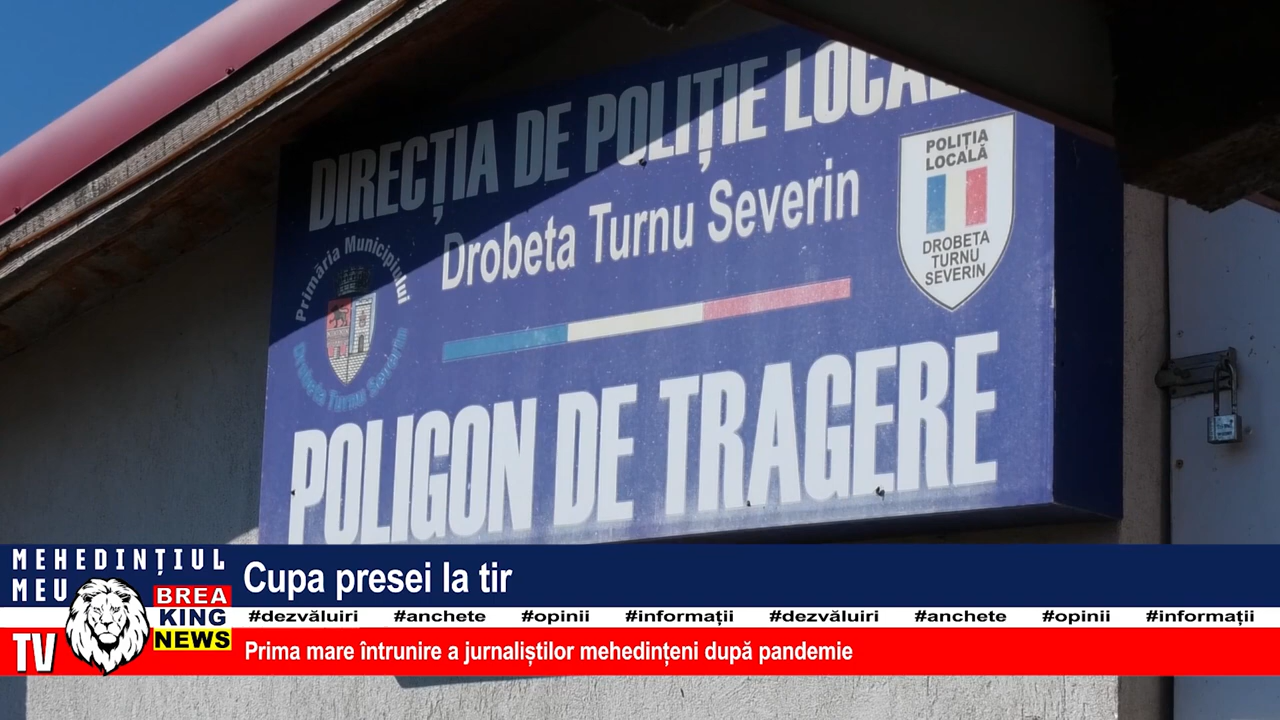 DIRECȚIA DE POLIȚIE LOCALĂ
Drobeta Turnu Severin
Primăria Municipiului
Drobeta Turnu Severin
POLIȚIA
LOCALĂ
DROBETA
TURNU
SEVERIN
POLIGON DE TRAGERE
MEHEDINȚIUL
MEU
TV
BREA
KING
NEWS
Cupa presei la tir
#dezvăluiri #anchete #opinii #informații #dezvăluiri #anchete #opinii #informații
Prima mare întrunire a jurnaliștilor mehedințeni după pandemie